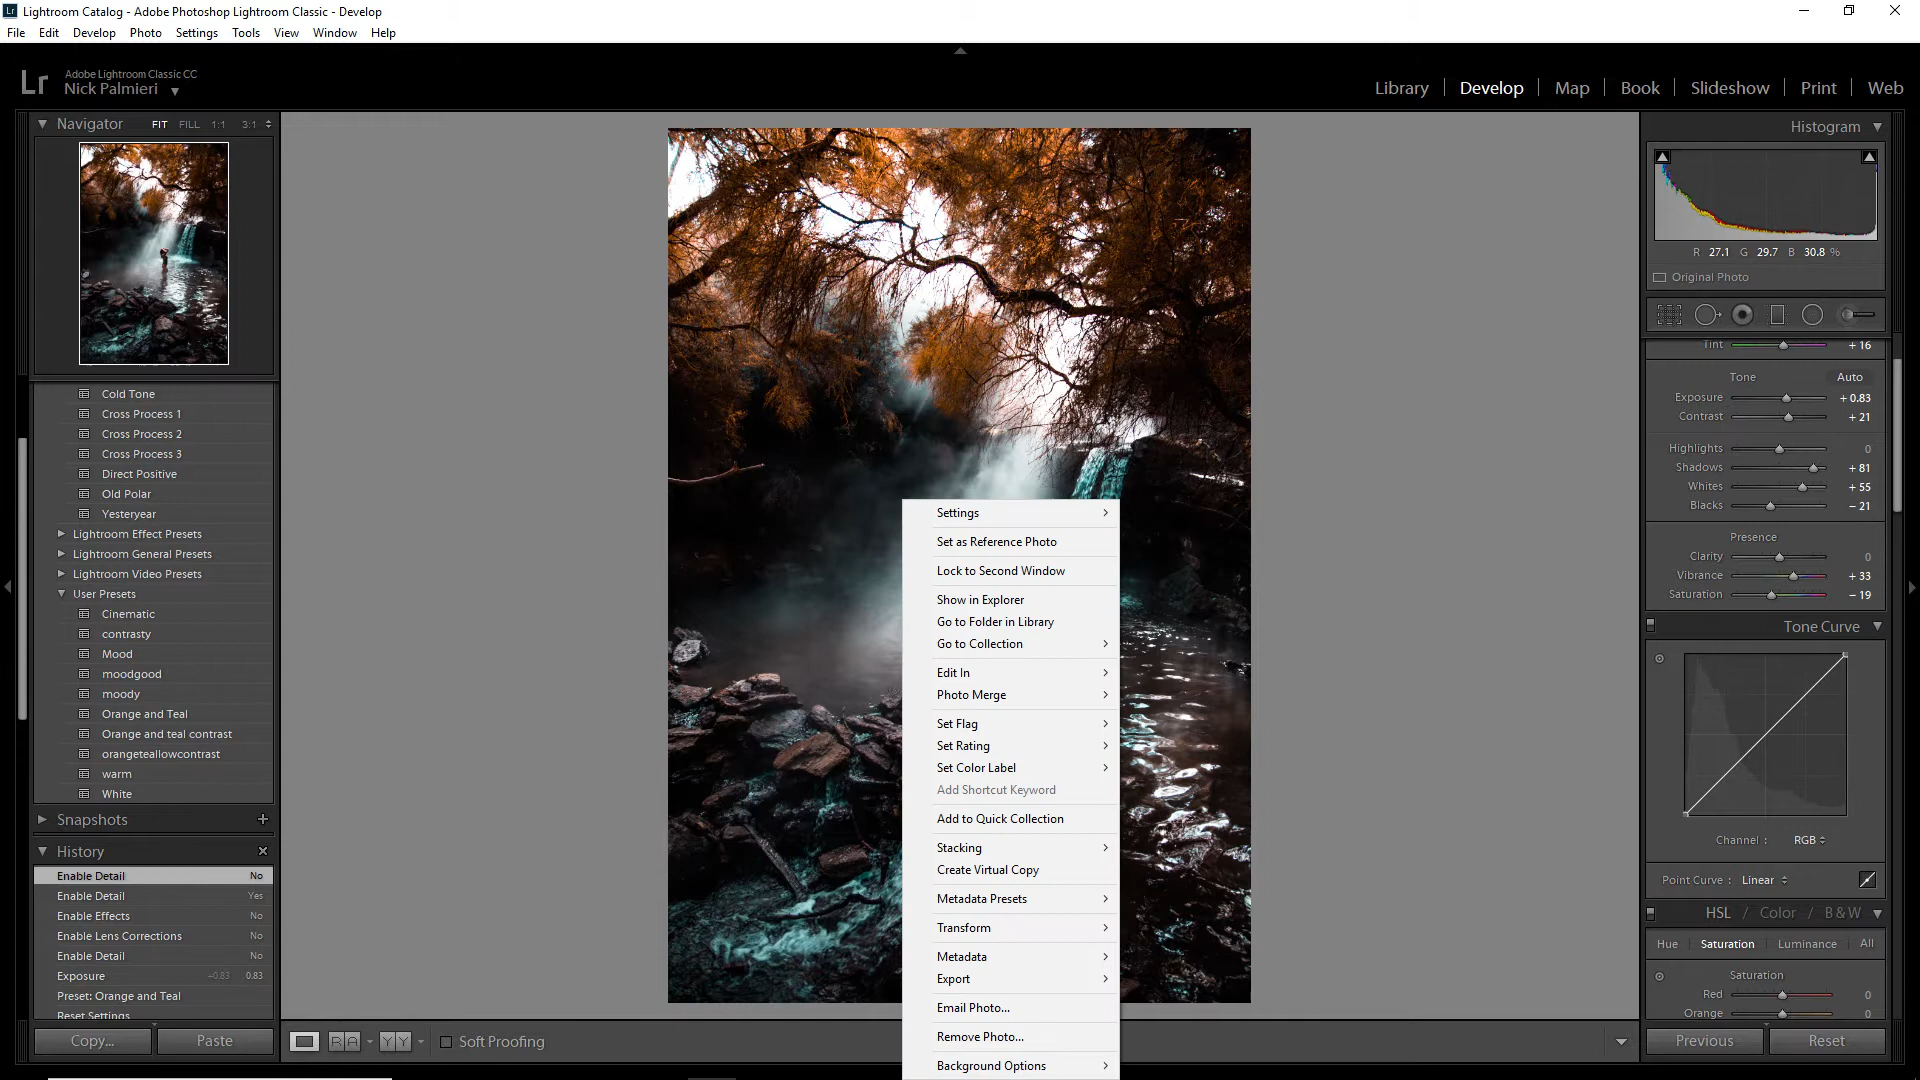 Lightroom Catalog - Adobe Photoshop Lightroom Classic - Develop
File Edit Develop Photo Settings Tools View Window Help
Lr
Adobe Lightroom Classic CC
Nick Palmieri
Library Develop Map Book Slideshow Print Web
Navigator FIT FILL 1:1 3:1
Cold Tone
Cross Process 1
Cross Process 2
Cross Process 3
Direct Positive
Old Polar
Yesteryear
Lightroom Effect Presets
Lightroom General Presets
Lightroom Video Presets
User Presets
Cinematic
contrasty
Mood
moodgood
moody
Orange and Teal
Orange and teal contrast
orangeteallowcontrast
warm
White
Snapshots
History
Enable Detail No
Enable Detail Yes
Enable Effects No
Enable Lens Corrections No
Enable Detail No
Exposure +0.83 0.83
Preset: Orange and Teal
Reset Settings
Copy... Paste
R A Y Y Soft Proofing
Settings
Set as Reference Photo
Lock to Second Window
Show in Explorer
Go to Folder in Library
Go to Collection
Edit In
Photo Merge
Set Flag
Set Rating
Set Color Label
Add Shortcut Keyword
Add to Quick Collection
Stacking
Create Virtual Copy
Metadata Presets
Transform
Metadata
Export
Email Photo...
Remove Photo...
Background Options
Histogram
R 27.1 G 29.7 B 30.8 %
Original Photo
Tint + 16
Tone Auto
Exposure + 0.83
Contrast + 21
Highlights 0
Shadows + 81
Whites + 55
Blacks − 21
Presence
Clarity 0
Vibrance + 33
Saturation − 19
Tone Curve
Channel : RGB
Point Curve : Linear
HSL / Color / B & W
Hue Saturation Luminance All
Saturation
Red 0
Orange 0
Previous Reset